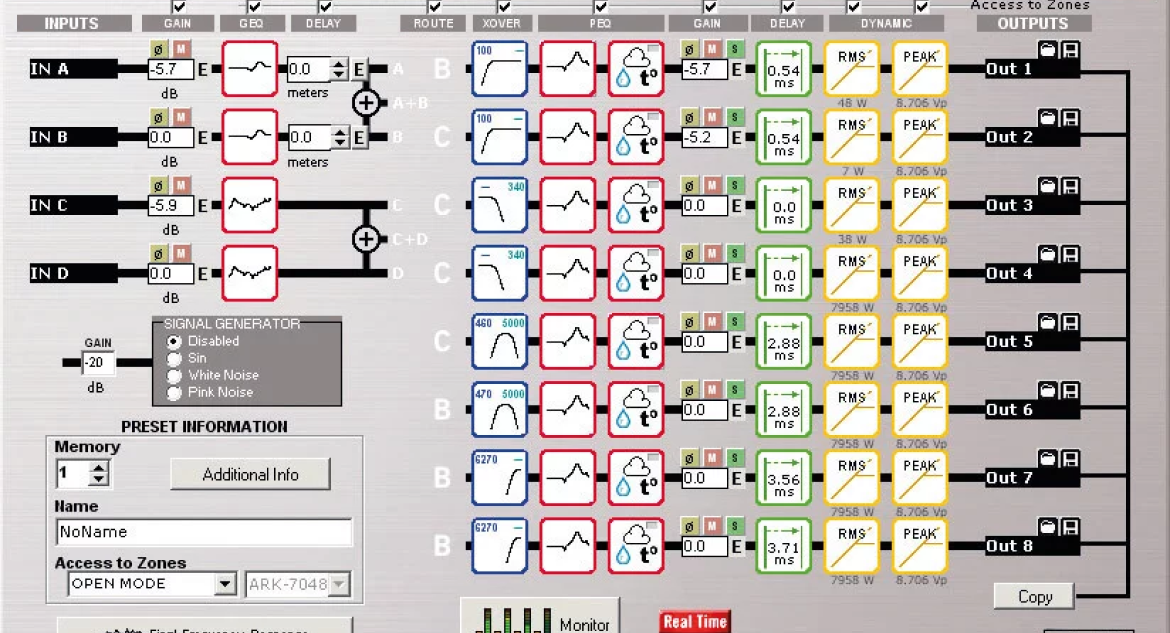 Access to Zones
INPUTS GAIN GEQ DELAY ROUTE XOVER PEQ GAIN DELAY DYNAMIC OUTPUTS
IN A Ø M -5.7 E dB 0.0 E meters A B 100 t° Ø M S -5.7 E 0.54 ms RMS PEAK 48 W 8.706 Vp Out 1
A+B
IN B Ø M 0.0 E dB 0.0 E meters B C 100 t° Ø M S -5.2 E 0.54 ms RMS PEAK 7 W 8.706 Vp Out 2
IN C Ø M -5.9 E dB C C 340 t° Ø M S 0.0 E 0.0 ms RMS PEAK 38 W 8.706 Vp Out 3
C+D
IN D Ø M 0.0 E dB D C 340 t° Ø M S 0.0 E 0.0 ms RMS PEAK 7958 W 8.706 Vp Out 4
C 460 5000 t° Ø M S 0.0 E 2.88 ms RMS PEAK 7958 W 8.706 Vp Out 5
B 470 5000 t° Ø M S 0.0 E 2.88 ms RMS PEAK 7958 W 8.706 Vp Out 6
B 6270 t° Ø M S 0.0 E 3.56 ms RMS PEAK 7958 W 8.706 Vp Out 7
B 6270 t° Ø M S 0.0 E 3.71 ms RMS PEAK 7958 W 8.706 Vp Out 8
GAIN
-20
dB
SIGNAL GENERATOR
Disabled
Sin
White Noise
Pink Noise
PRESET INFORMATION
Memory
1
Additional Info
Name
NoName
Access to Zones
OPEN MODE ARK-7048
Final Frequency Response
Monitor
Real Time
Copy